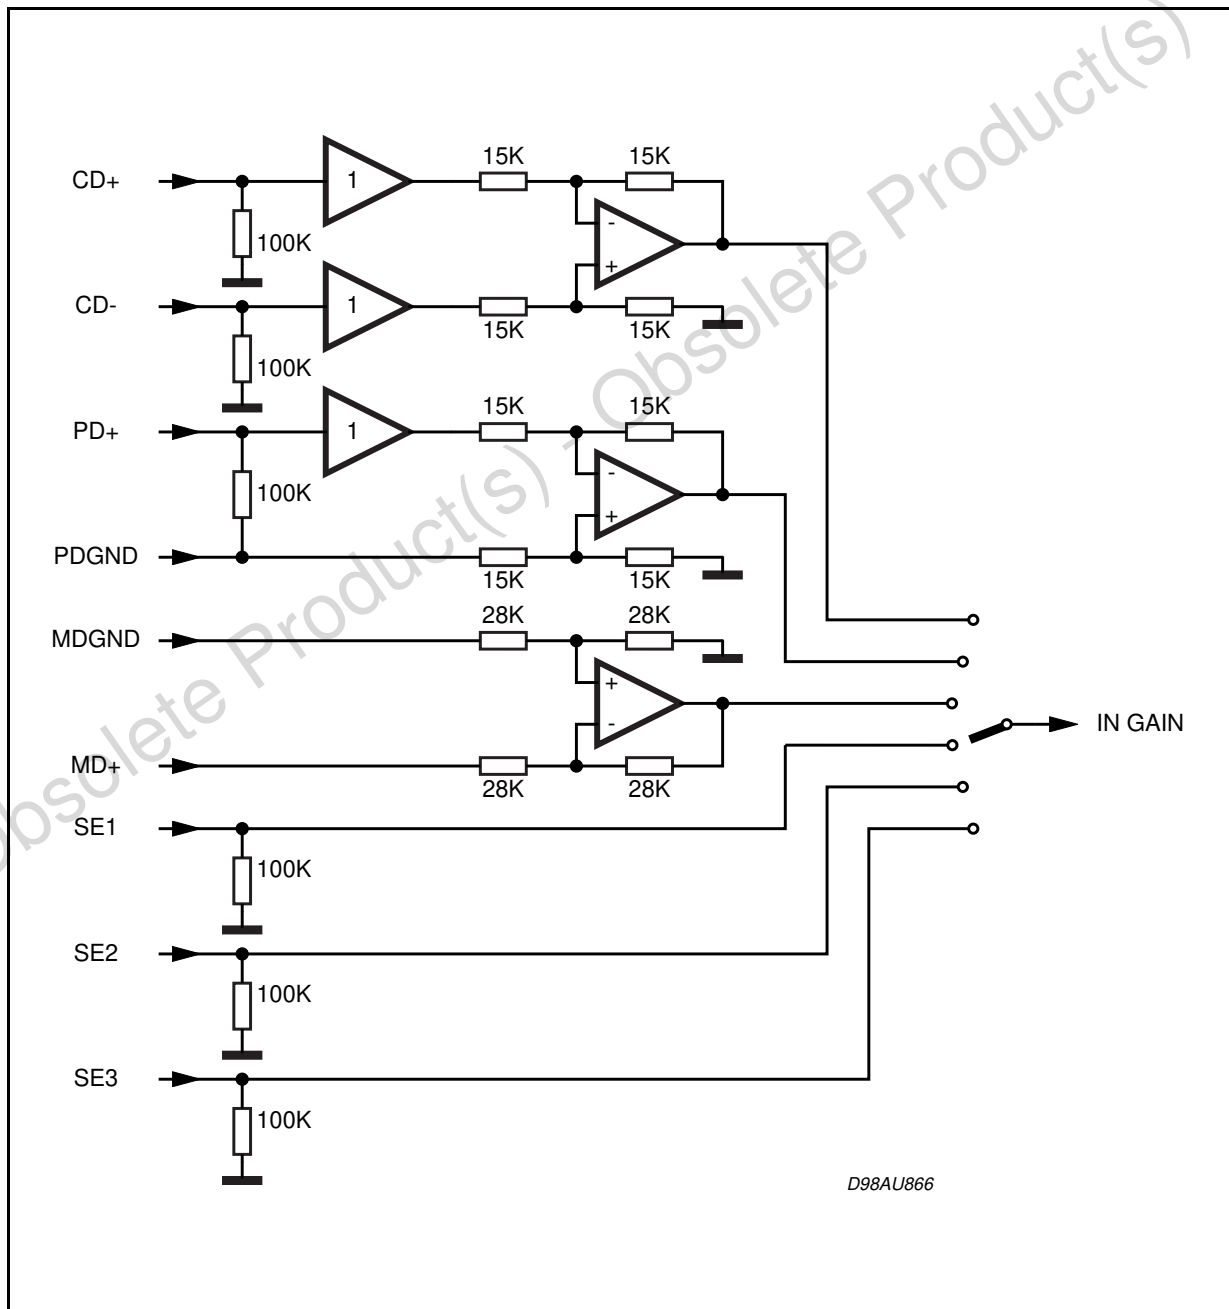 15K 15K
CD+ 1
-
100K
+
CD- 1
15K 15K
100K
15K 15K
PD+ 1
-
100K
+
PDGND
15K 15K
28K 28K
MDGND
+
-
IN GAIN
MD+
28K 28K
SE1
100K
SE2
100K
SE3
100K
D98AU866
Obsolete Product(s) - Obsolete Product(s)